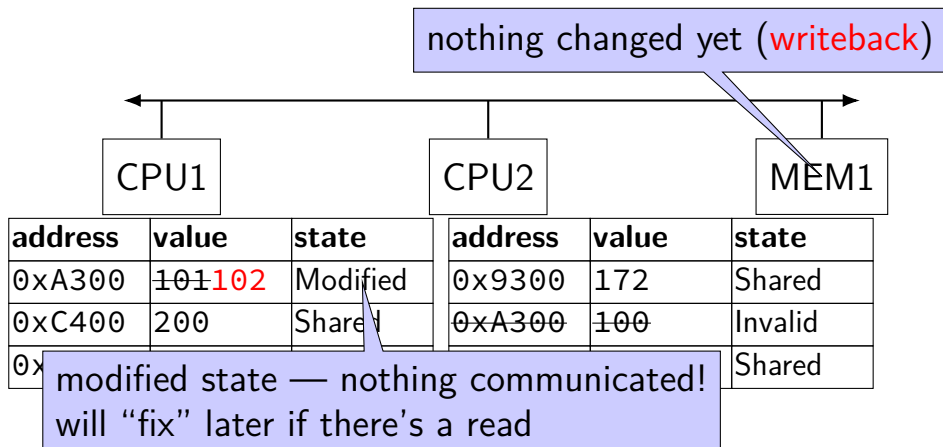 nothing changed yet (writeback)
CPU1 CPU2 MEM1
address value state address value state
0xA300 101102 Modified 0x9300 172 Shared
0xC400 200 Shared 0xA300 100 Invalid
0x Shared
modified state — nothing communicated!
will “fix” later if there's a read